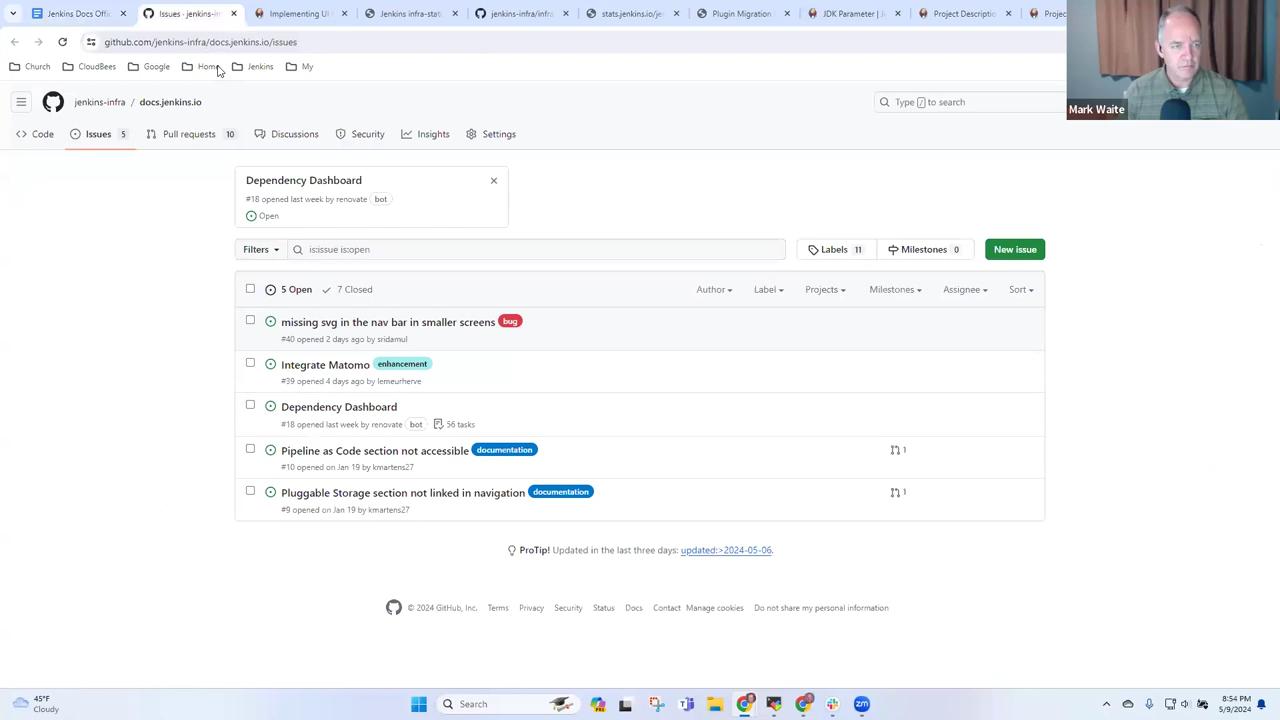 Jenkins Docs Offic
Issues · jenkins-in
Implementing UI
Jenkins infra-stat
jenkins-infra/infra
stats.jenkins.io/je
Plugin Migration
JDK Parameter | J
Project Description
Projec
github.com/jenkins-infra/docs.jenkins.io/issues
Church
CloudBees
Google
Home
Jenkins
My
jenkins-infra / docs.jenkins.io
Type / to search
Mark Waite
Code
Issues 5
Pull requests 10
Discussions
Security
Insights
Settings
Dependency Dashboard
#18 opened last week by renovate bot
Open
Filters
is:issue is:open
Labels 11
Milestones 0
New issue
5 Open
7 Closed
Author
Label
Projects
Milestones
Assignee
Sort
missing svg in the nav bar in smaller screens bug
#40 opened 2 days ago by sridamul
Integrate Matomo enhancement
#39 opened 4 days ago by lemeurherve
Dependency Dashboard
#18 opened last week by renovate bot 56 tasks
Pipeline as Code section not accessible documentation
1
#10 opened on Jan 19 by kmartens27
Pluggable Storage section not linked in navigation documentation
1
#9 opened on Jan 19 by kmartens27
ProTip! Updated in the last three days: updated:>2024-05-06.
© 2024 GitHub, Inc.
Terms
Privacy
Security
Status
Docs
Contact
Manage cookies
Do not share my personal information
45°F
Cloudy
Search
8:54 PM
5/9/2024